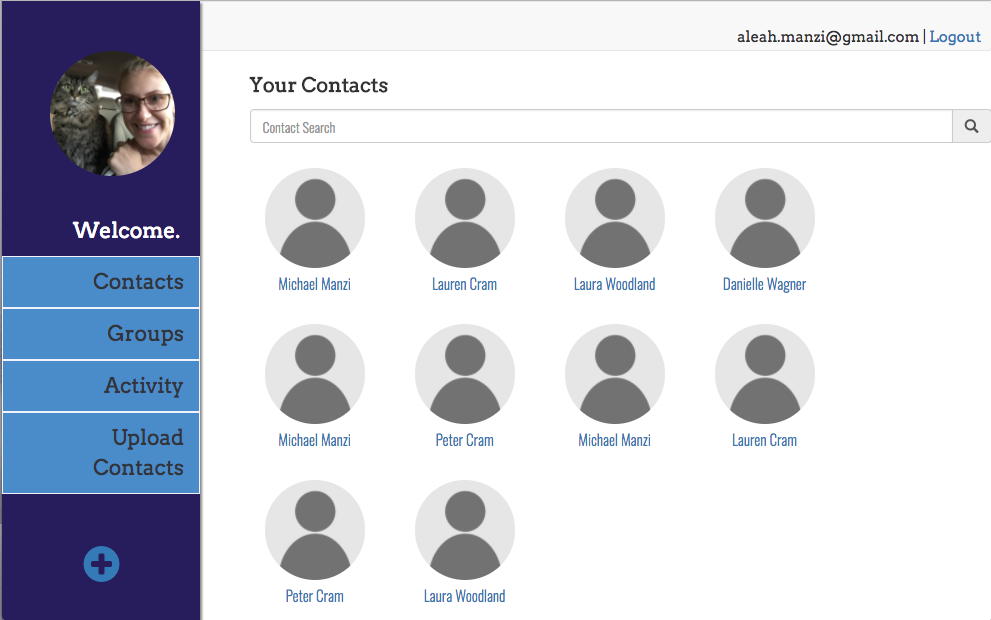 aleah.manzi@gmail.com | Logout
Welcome.
Contacts
Groups
Activity
Upload
Contacts
Your Contacts
Contact Search
Michael Manzi
Lauren Cram
Laura Woodland
Danielle Wagner
Michael Manzi
Peter Cram
Michael Manzi
Lauren Cram
Peter Cram
Laura Woodland